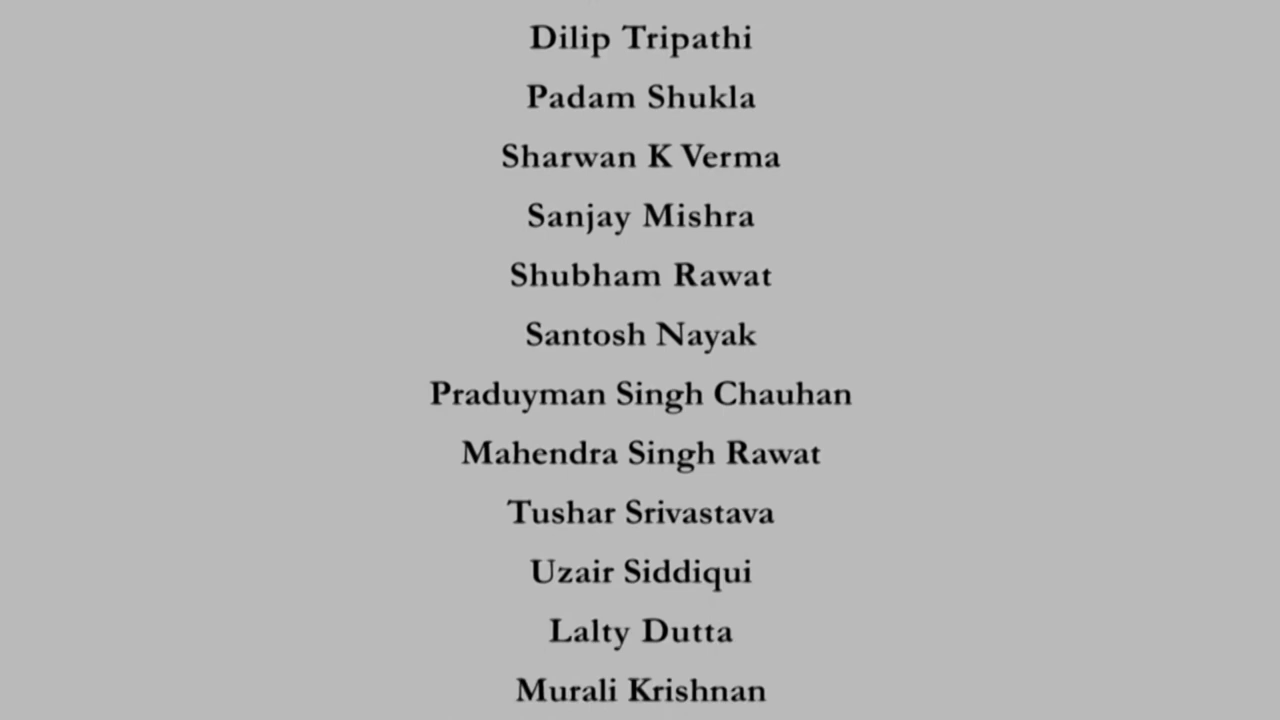 Dilip Tripathi
Padam Shukla
Sharwan K Verma
Sanjay Mishra
Shubham Rawat
Santosh Nayak
Praduyman Singh Chauhan
Mahendra Singh Rawat
Tushar Srivastava
Uzair Siddiqui
Lalty Dutta
Murali Krishnan